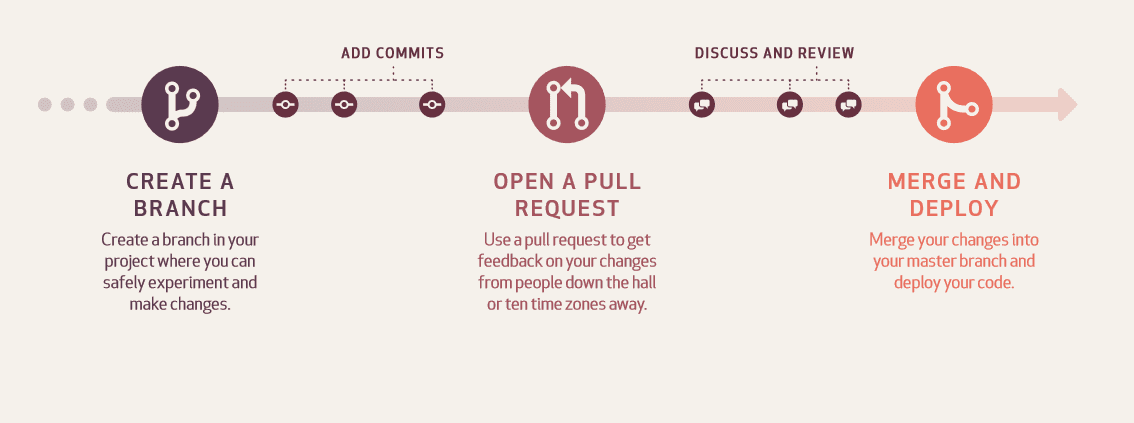 ADD COMMITS
DISCUSS AND REVIEW
CREATE A
BRANCH
Create a branch in your
project where you can
safely experiment and
make changes.
OPEN A PULL
REQUEST
Use a pull request to get
feedback on your changes
from people down the hall
or ten time zones away.
MERGE AND
DEPLOY
Merge your changes into
your master branch and
deploy your code.